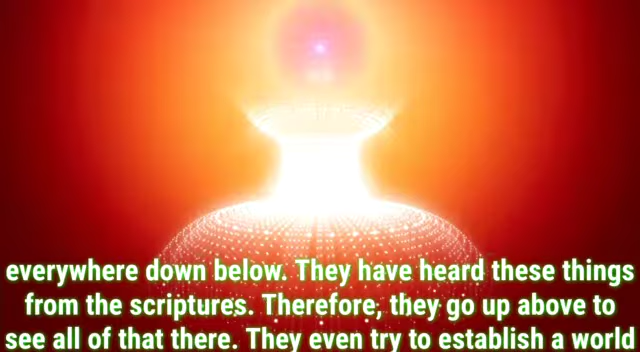 everywhere down below. They have heard these things
from the scriptures. Therefore, they go up above to
see all of that there. They even try to establish a world